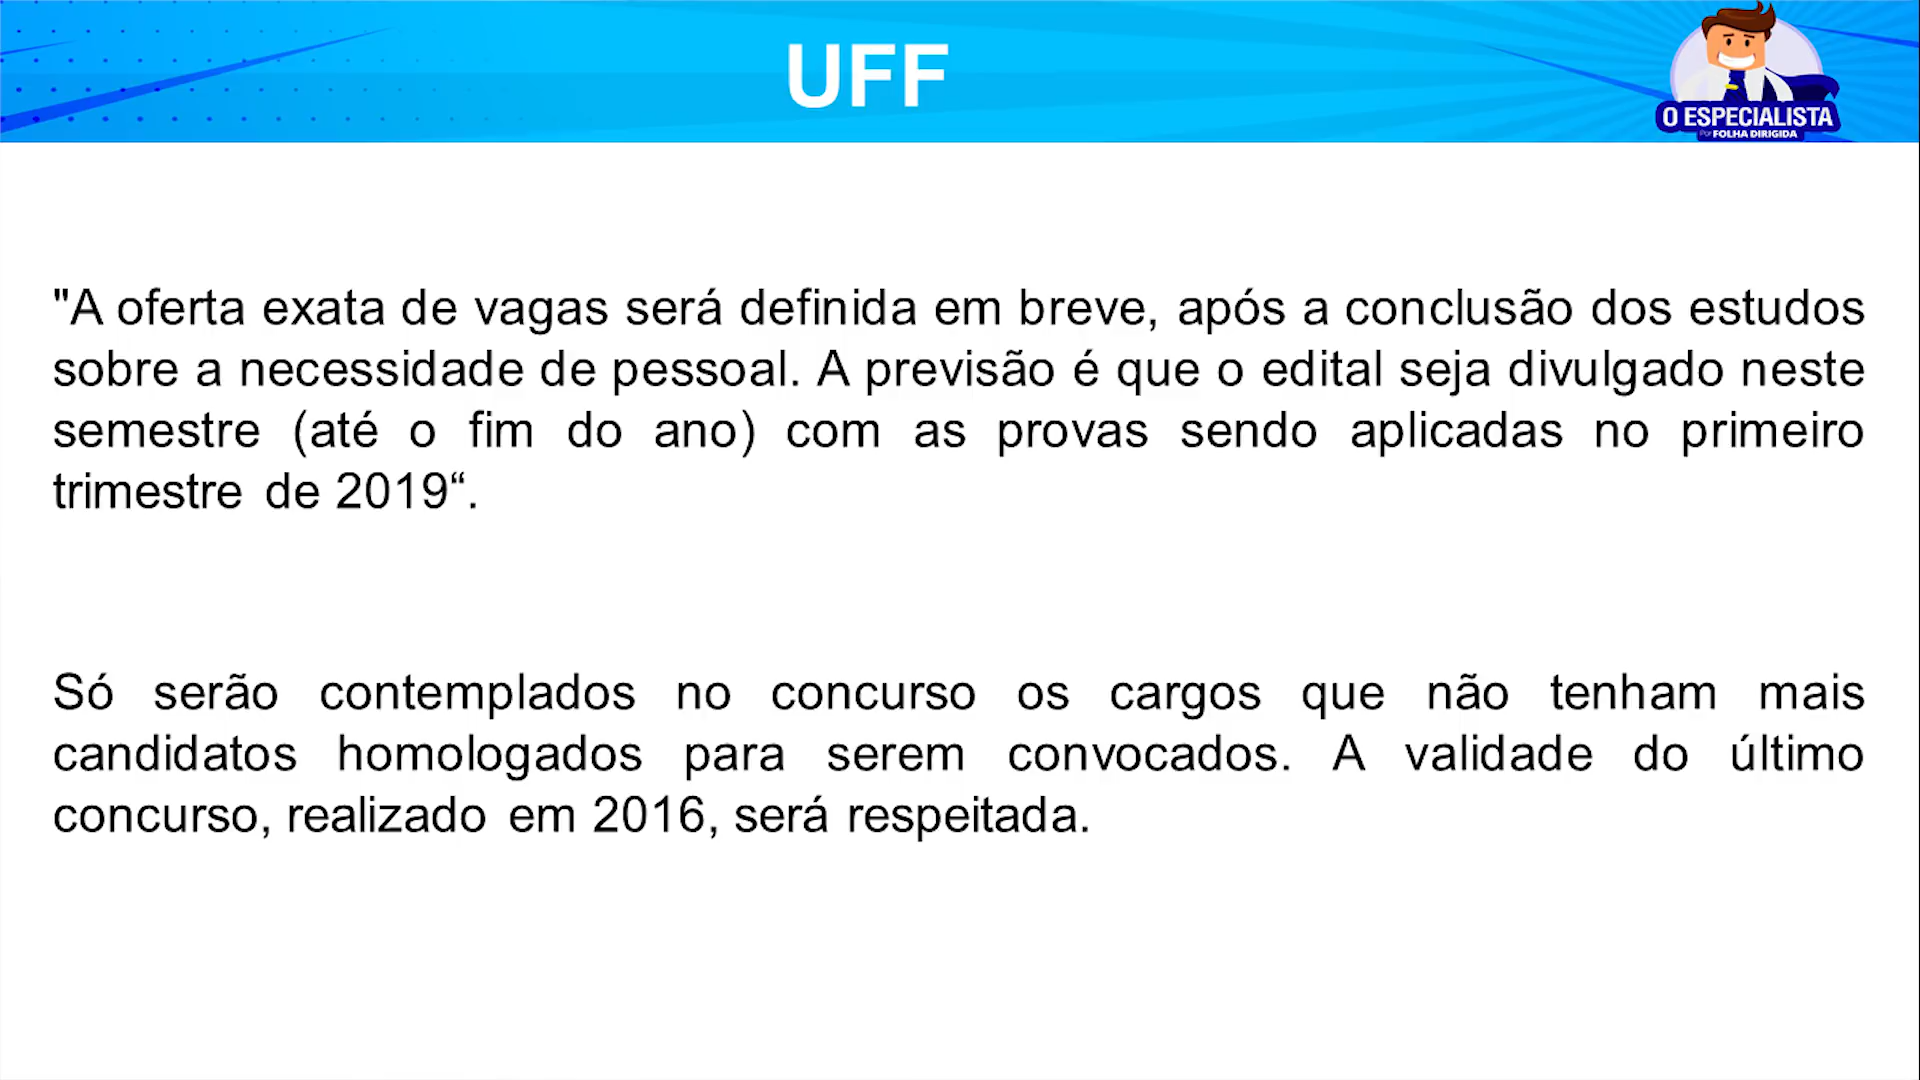 UFF
O ESPECIALISTA
Por FOLHA DIRIGIDA
"A oferta exata de vagas será definida em breve, após a conclusão dos estudos
sobre a necessidade de pessoal. A previsão é que o edital seja divulgado neste
semestre (até o fim do ano) com as provas sendo aplicadas no primeiro
trimestre de 2019“.
Só serão contemplados no concurso os cargos que não tenham mais
candidatos homologados para serem convocados. A validade do último
concurso, realizado em 2016, será respeitada.